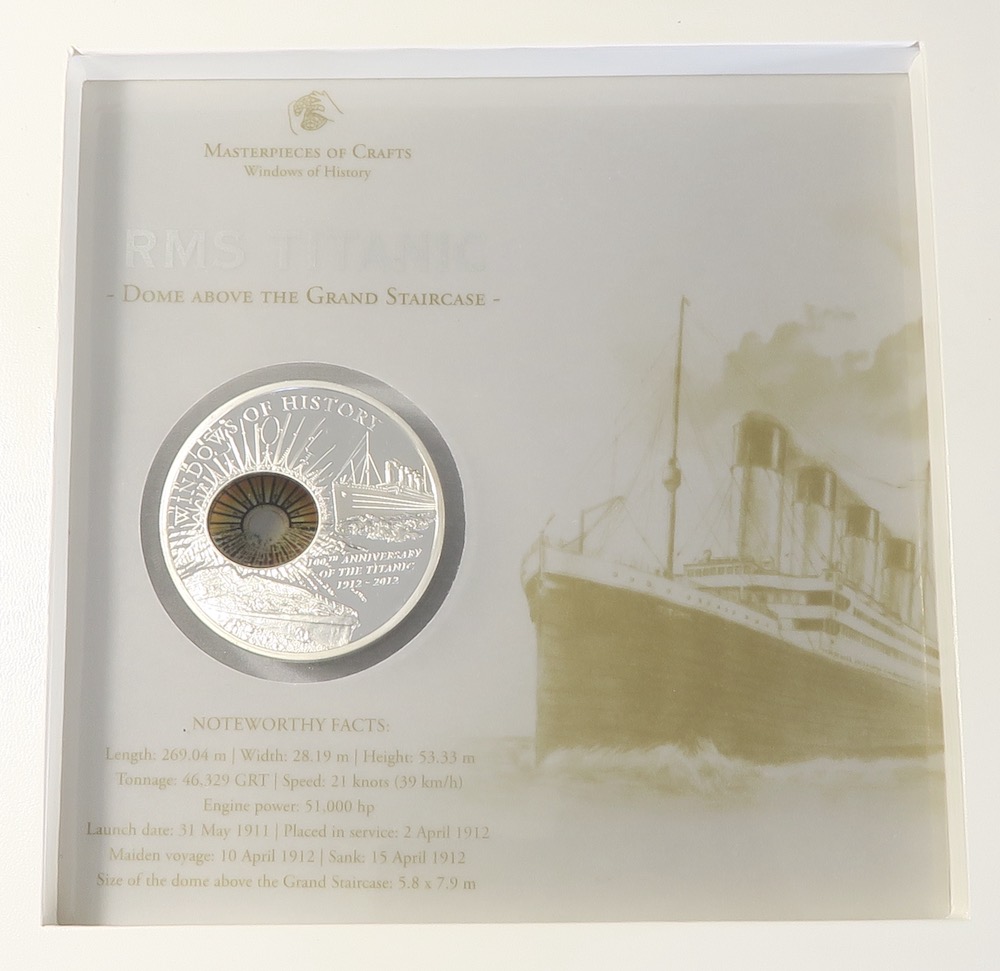 MASTERPIECES OF CRAFTS
Windows of History
RMS TITANIC
- DOME ABOVE THE GRAND STAIRCASE -
WINDOWS OF HISTORY
100TH ANNIVERSARY
OF THE TITANIC
1912 - 2012
NOTEWORTHY FACTS:
Length: 269.04 m | Width: 28.19 m | Height: 53.33 m
Tonnage: 46,329 GRT | Speed: 21 knots (39 km/h)
Engine power: 51,000 hp
Launch date: 31 May 1911 | Placed in service: 2 April 1912
Maiden voyage: 10 April 1912 | Sank: 15 April 1912
Size of the dome above the Grand Staircase: 5.8 x 7.9 m